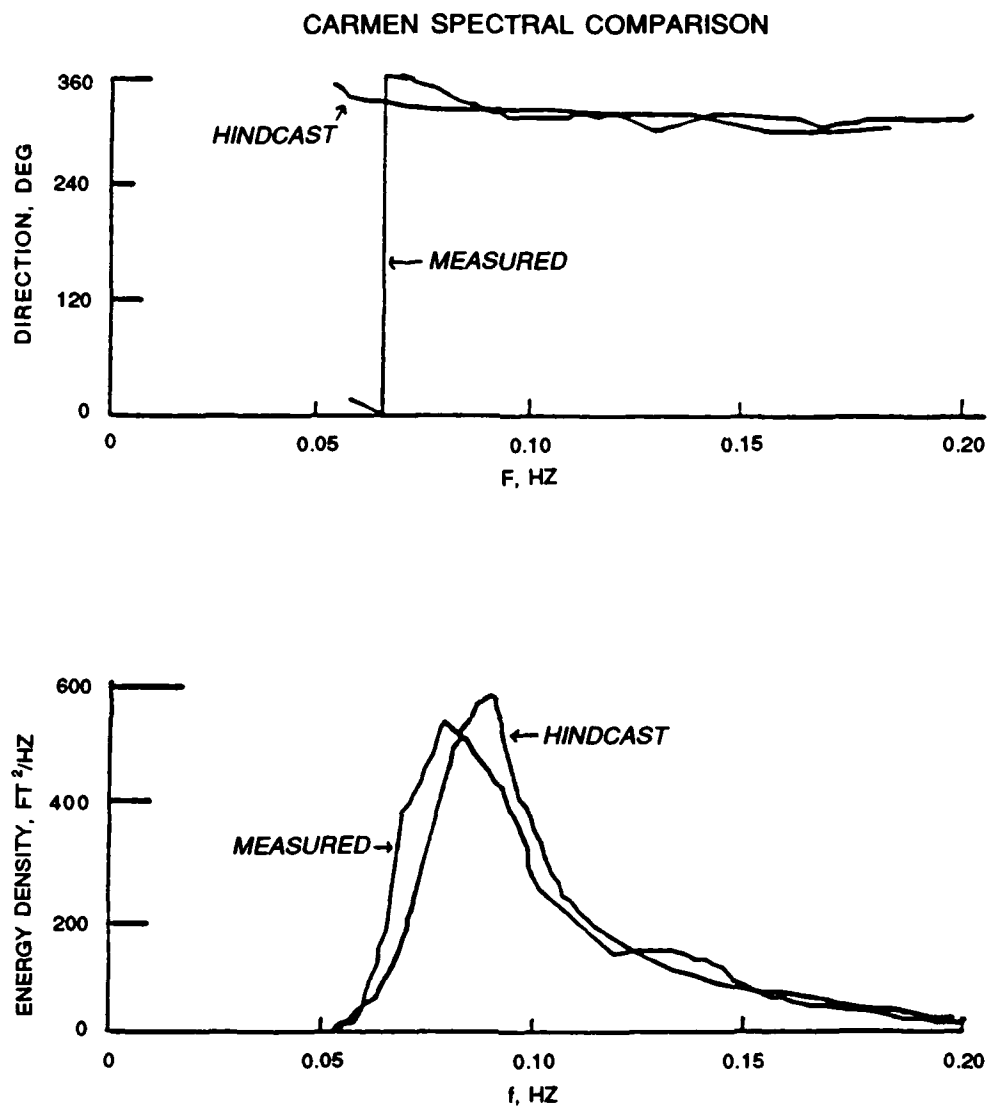 CARMEN SPECTRAL COMPARISON
360
240
120
0
DIRECTION, DEG
HINDCAST
MEASURED
0
0.05
0.10
0.15
0.20
F, HZ
600
400
200
0
ENERGY DENSITY, FT²/HZ
HINDCAST
MEASURED
0
0.05
0.10
0.15
0.20
f, HZ